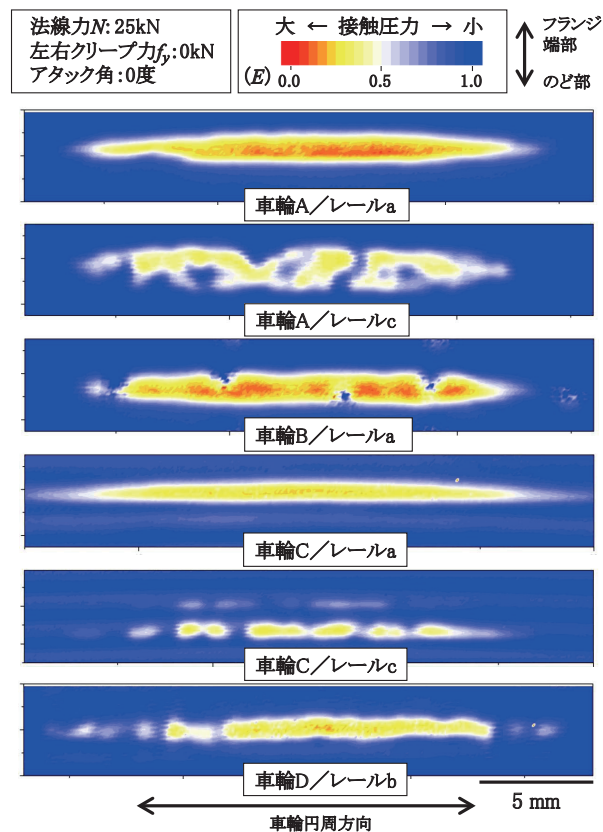 法線力N：25kN
左右クリープ力fy：0kN
アタック角：0度
大 ← 接触圧力 → 小
(E) 0.0 0.5 1.0
フランジ
端部
のど部
車輪A／レールa
車輪A／レールc
車輪B／レールa
車輪C／レールa
車輪C／レールc
車輪D／レールb
5 mm
車輪円周方向